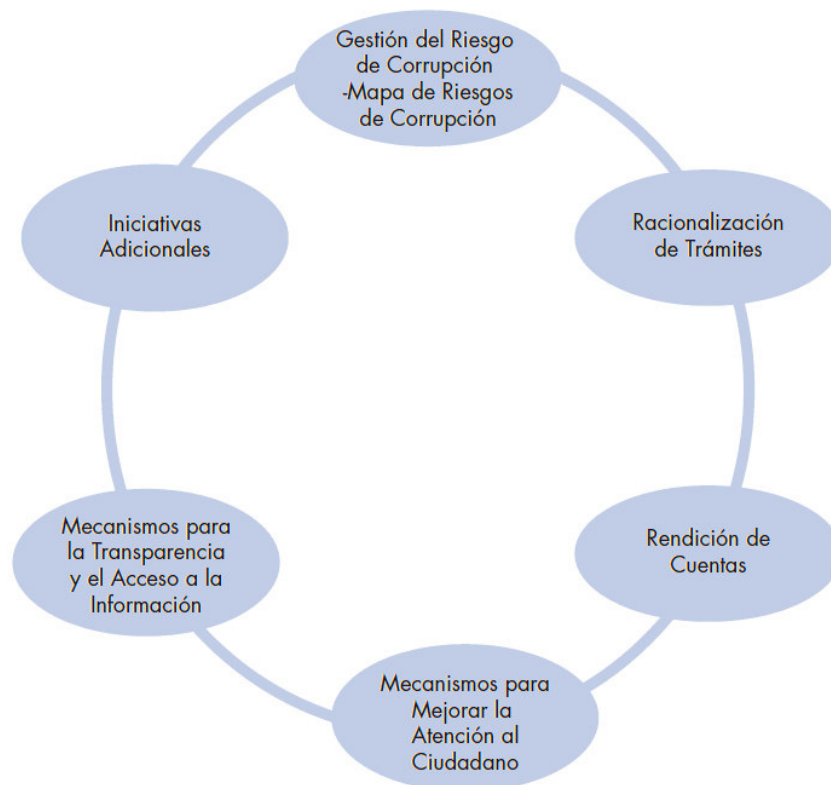 Gestión del Riesgo
de Corrupción
-Mapa de Riesgos
de Corrupción
Racionalización
de Trámites
Rendición de
Cuentas
Mecanismos para
Mejorar la
Atención al
Ciudadano
Mecanismos para
la Transparencia
y el Acceso a la
Información
Iniciativas
Adicionales